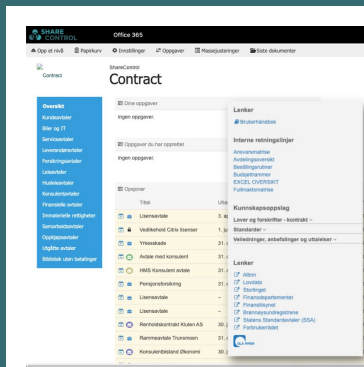 SHARE
CONTROL
Office 365
Opp et nivå
Papirkurv
Innstillinger
Oppgaver
Massejusteringer
Siste dokumenter
Contract
ShareControl
Contract
Oversikt
Kundeavtaler
Biler og IT
Serviceavtaler
Leverandøravtaler
Forsikringsavtaler
Leieavtaler
Husleieavtaler
Konsulentavtaler
Finansielle avtaler
Immaterielle rettigheter
Samarbeidsavtaler
Oppkjøpsavtaler
Utgåtte avtaler
Bibliotek uten betalinger
Dine oppgaver
Ingen oppgaver.
Oppgaver du har opprettet
Ingen oppgaver.
Opsjoner
Tittel
Lisensavtale
Vedlikehold Citrix lisenser
Yrkesskade
Avtale med konsulent
HMS Konsulent avtale
Pensjonsforsikring
Lisensavtale
Lisensavtale
Renholdskontrakt Kluten AS
Rammeavtale Trunsmoen
Konsulentbistand Økonomi
Lenker
Brukerhåndbok
Interne retningslinjer
Ansvarsmatrise
Avdelingsoversikt
Bestillingsrutiner
Budsjettrammer
EXCEL OVERSIKT
Fullmaktsmatrise
Kunnskapsoppslag
Lover og forskrifter - kontrakt
Standarder
Veiledninger, anbefalinger og uttalelser
Lenker
Altinn
Lovdata
Stortinget
Finansdepartementet
Finanstilsynet
Brønnøysundregistrene
Statens Standardavtaler (SSA)
Forbrukerrådet